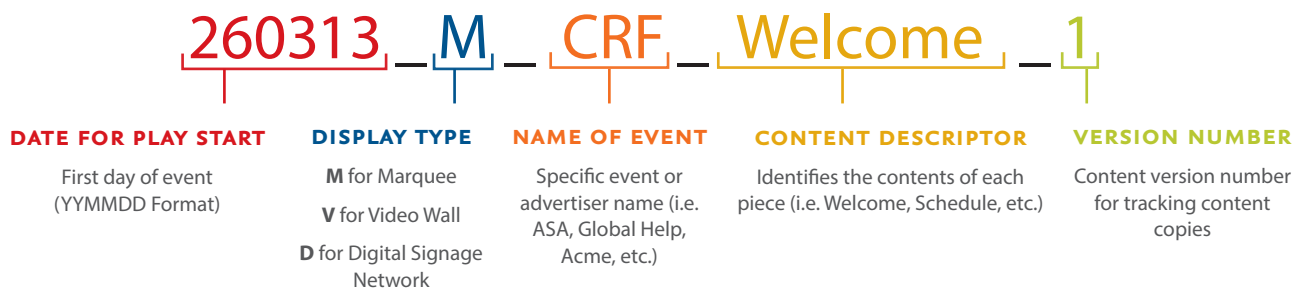 260313_M_CRF_Welcome_1
DATE FOR PLAY START
First day of event
(YYMMDD Format)
DISPLAY TYPE
M for Marquee
V for Video Wall
D for Digital Signage
Network
NAME OF EVENT
Specific event or
advertiser name (i.e.
ASA, Global Help,
Acme, etc.)
CONTENT DESCRIPTOR
Identifies the contents of each
piece (i.e. Welcome, Schedule, etc.)
VERSION NUMBER
Content version number
for tracking content
copies